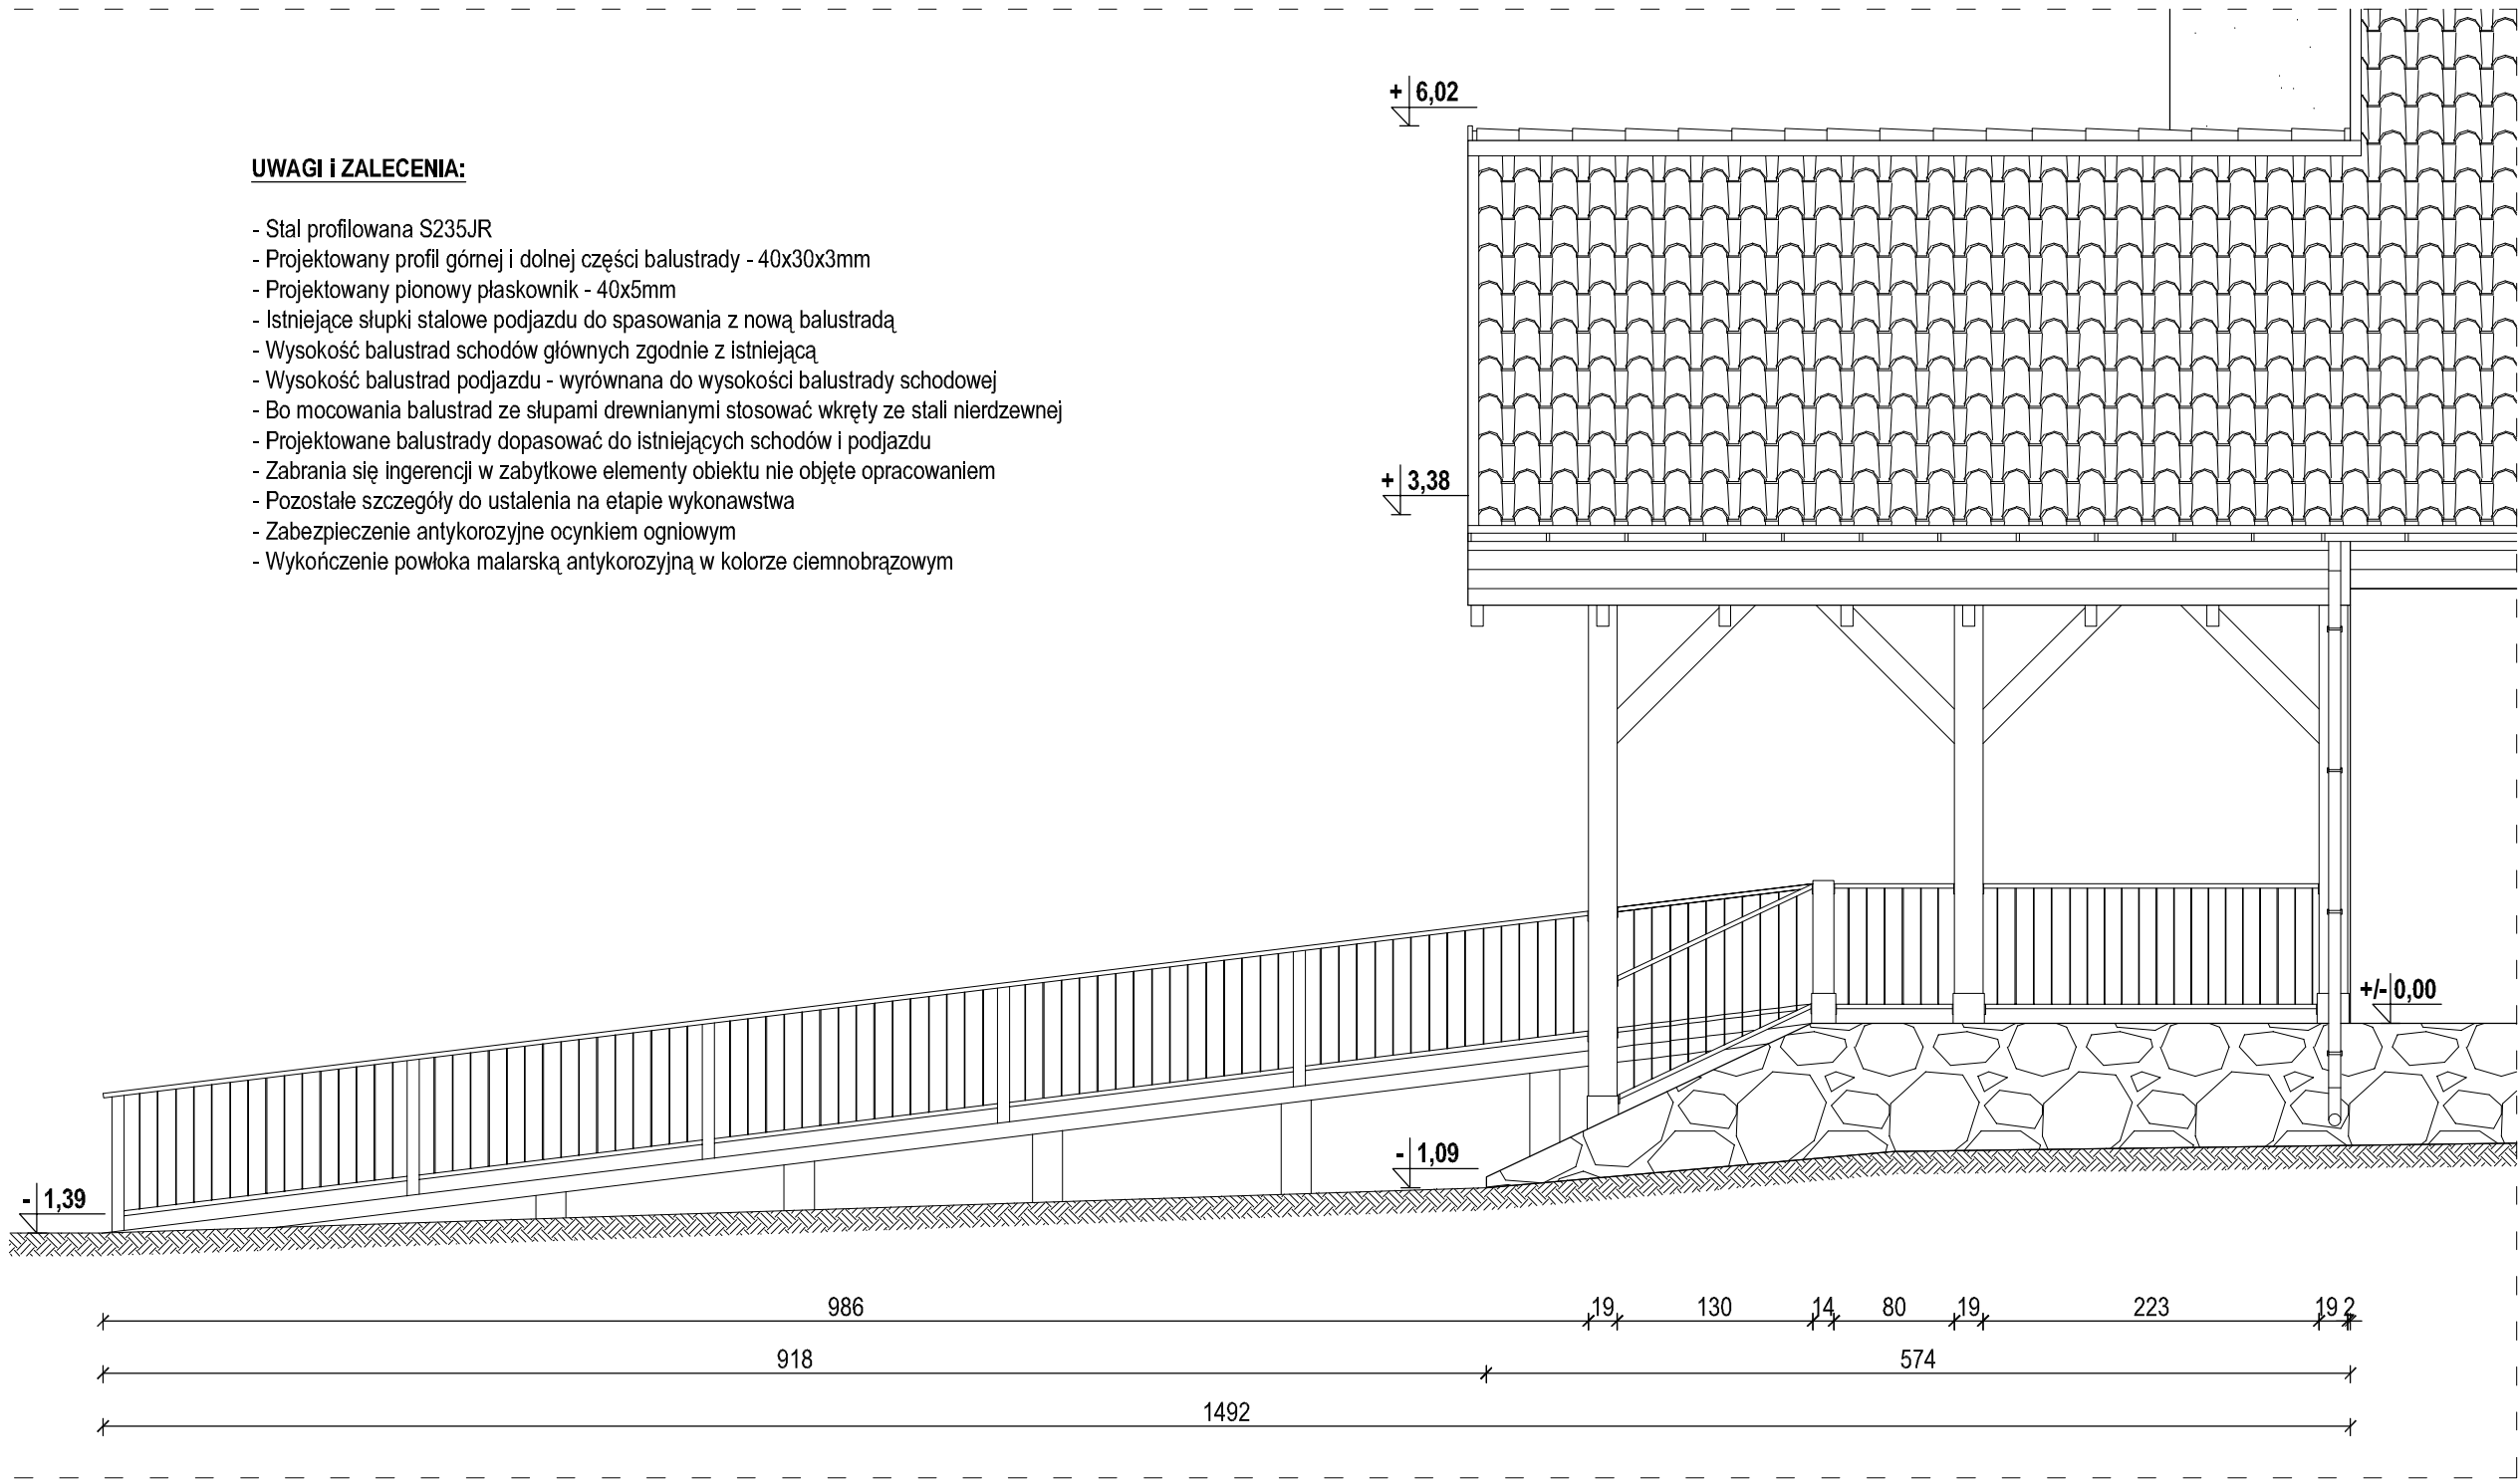 + 6,02
UWAGI i ZALECENIA:
- Stal profilowana S235JR
- Projektowany profil górnej i dolnej części balustrady - 40x30x3mm
- Projektowany pionowy płaskownik - 40x5mm
- Istniejące słupki stalowe podjazdu do spasowania z nową balustradą
- Wysokość balustrad schodów głównych zgodnie z istniejącą
- Wysokość balustrad podjazdu - wyrównana do wysokości balustrady schodowej
- Bo mocowania balustrad ze słupami drewnianymi stosować wkręty ze stali nierdzewnej
- Projektowane balustrady dopasować do istniejących schodów i podjazdu
- Zabrania się ingerencji w zabytkowe elementy obiektu nie objęte opracowaniem
- Pozostałe szczegóły do ustalenia na etapie wykonawstwa
- Zabezpieczenie antykorozyjne ocynkiem ogniowym
- Wykończenie powłoka malarską antykorozyjną w kolorze ciemnobrązowym
+ 3,38
+/- 0,00
- 1,09
- 1,39
986 19 130 14 80 19 223 19 2
918 574
1492